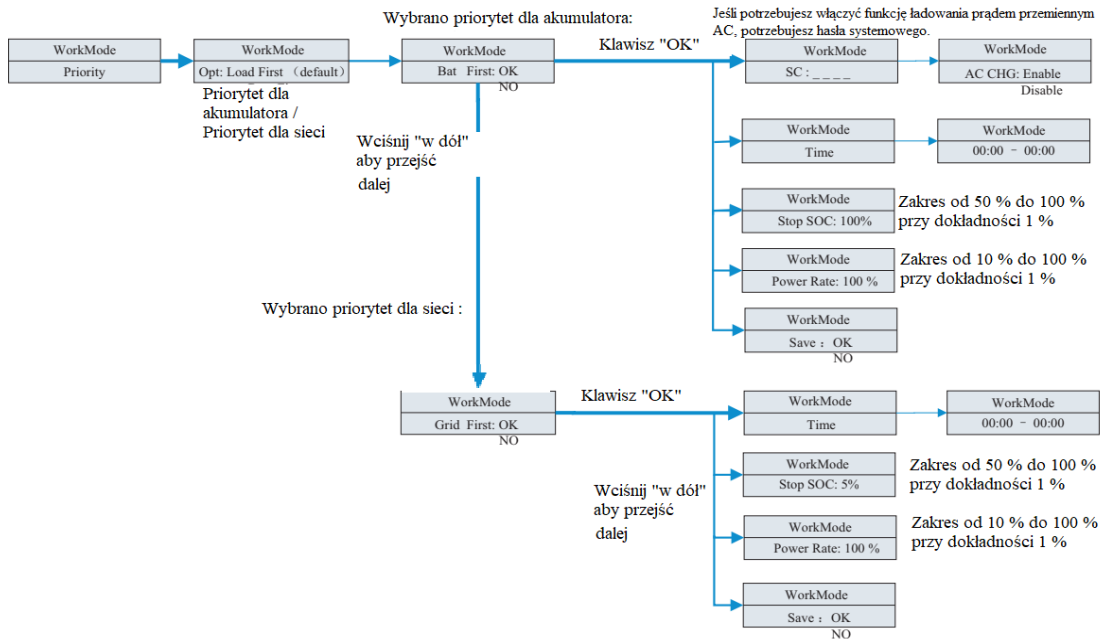 Wybrano priorytet dla akumulatora:
Jeśli potrzebujesz włączyć funkcję ładowania prądem przemiennym
AC, potrzebujesz hasła systemowego.
WorkMode
Priority
WorkMode
Opt: Load First （default）
Priorytet dla
akumulatora /
Priorytet dla sieci
WorkMode
Bat First: OK
NO
Klawisz "OK"
WorkMode
SC : _ _ _ _
WorkMode
AC CHG: Enable
Disable
Wciśnij "w dół"
aby przejść
dalej
WorkMode
Time
WorkMode
00:00 - 00:00
WorkMode
Stop SOC: 100%
Zakres od 50 % do 100 %
przy dokładności 1 %
WorkMode
Power Rate: 100 %
Zakres od 10 % do 100 %
przy dokładności 1 %
WorkMode
Save : OK
NO
Wybrano priorytet dla sieci :
WorkMode
Grid First: OK
NO
Klawisz "OK"
WorkMode
Time
WorkMode
00:00 - 00:00
Wciśnij "w dół"
aby przejść
dalej
WorkMode
Stop SOC: 5%
Zakres od 50 % do 100 %
przy dokładności 1 %
WorkMode
Power Rate: 100 %
Zakres od 10 % do 100 %
przy dokładności 1 %
WorkMode
Save : OK
NO